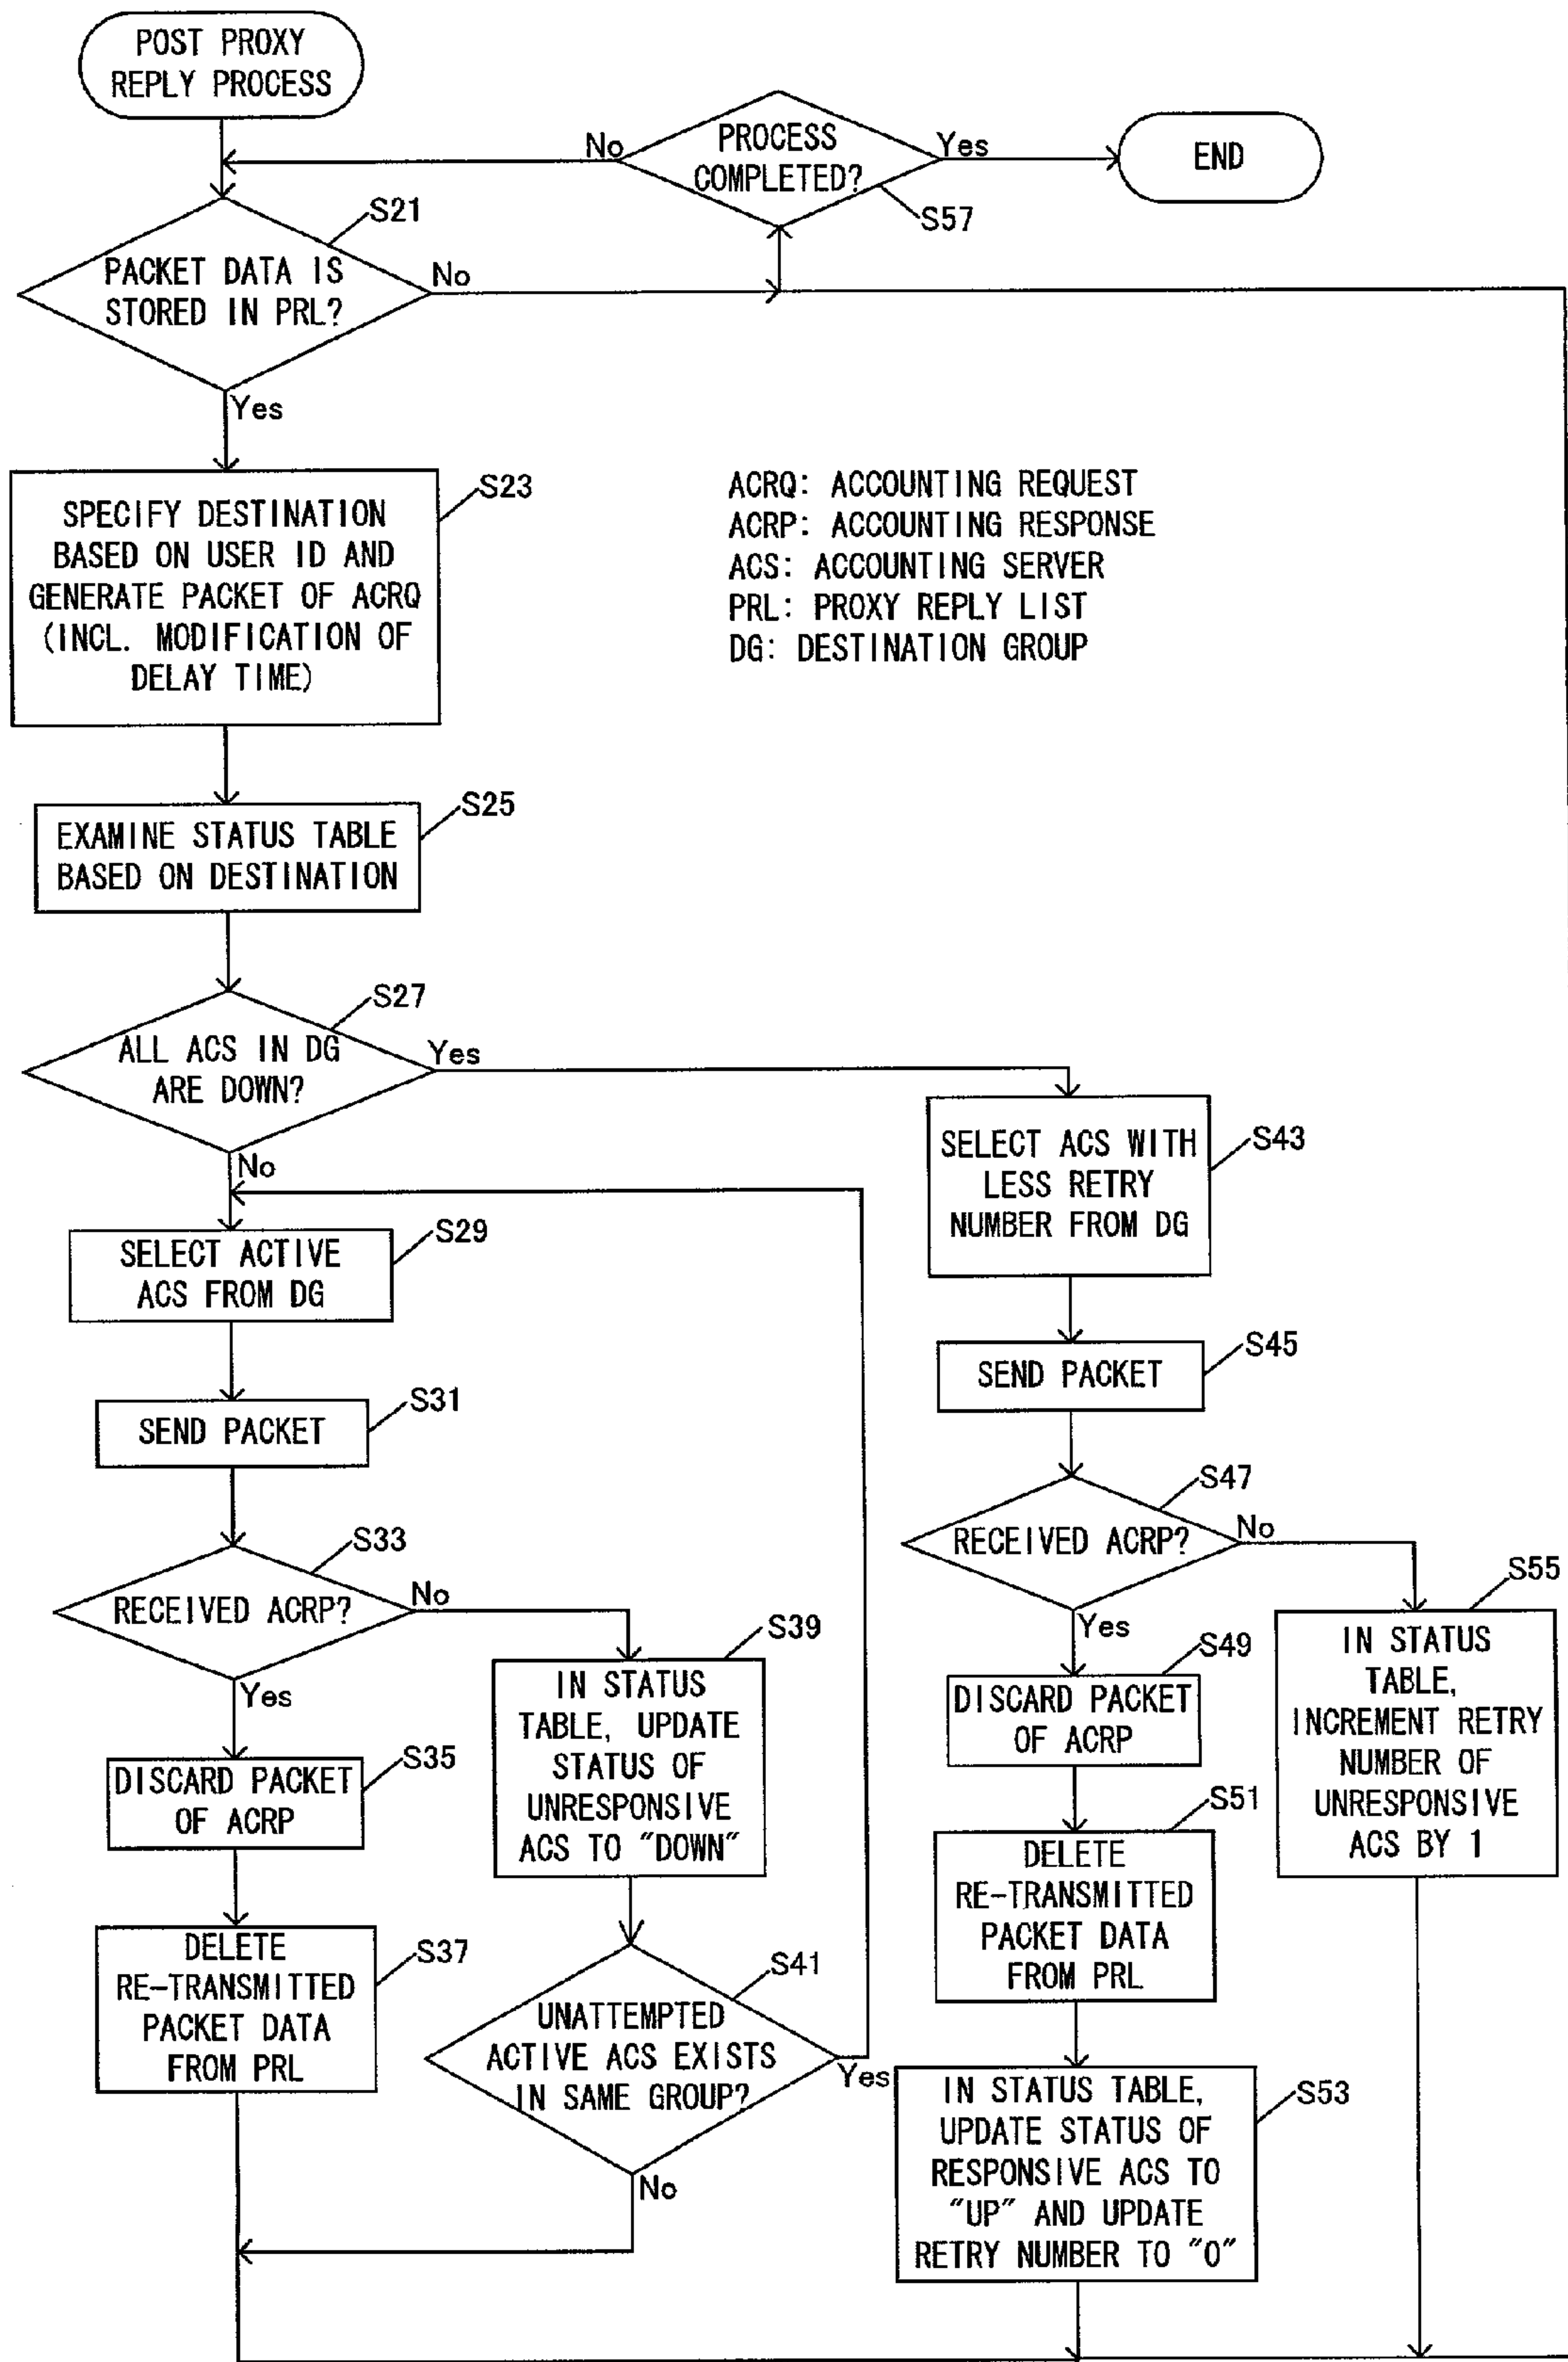 POST PROXY
REPLY PROCESS
No
PROCESS
COMPLETED?
Yes
END
S57
S21
PACKET DATA IS
STORED IN PRL?
No
Yes
S23
SPECIFY DESTINATION
BASED ON USER ID AND
GENERATE PACKET OF ACRQ
(INCL. MODIFICATION OF
DELAY TIME)
ACRQ: ACCOUNTING REQUEST
ACRP: ACCOUNTING RESPONSE
ACS: ACCOUNTING SERVER
PRL: PROXY REPLY LIST
DG: DESTINATION GROUP
S25
EXAMINE STATUS TABLE
BASED ON DESTINATION
S27
ALL ACS IN DG
ARE DOWN?
Yes
No
S29
SELECT ACTIVE
ACS FROM DG
S31
SEND PACKET
S33
RECEIVED ACRP?
No
Yes
S35
DISCARD PACKET
OF ACRP
S37
DELETE
RE-TRANSMITTED
PACKET DATA
FROM PRL
S39
IN STATUS
TABLE, UPDATE
STATUS OF
UNRESPONSIVE
ACS TO "DOWN"
S41
UNATTEMPTED
ACTIVE ACS EXISTS
IN SAME GROUP?
Yes
No
S43
SELECT ACS WITH
LESS RETRY
NUMBER FROM DG
S45
SEND PACKET
S47
RECEIVED ACRP?
No
Yes
S49
DISCARD PACKET
OF ACRP
S51
DELETE
RE-TRANSMITTED
PACKET DATA
FROM PRL
S53
IN STATUS TABLE,
UPDATE STATUS OF
RESPONSIVE ACS TO
"UP" AND UPDATE
RETRY NUMBER TO "0"
S55
IN STATUS
TABLE,
INCREMENT RETRY
NUMBER OF
UNRESPONSIVE
ACS BY 1